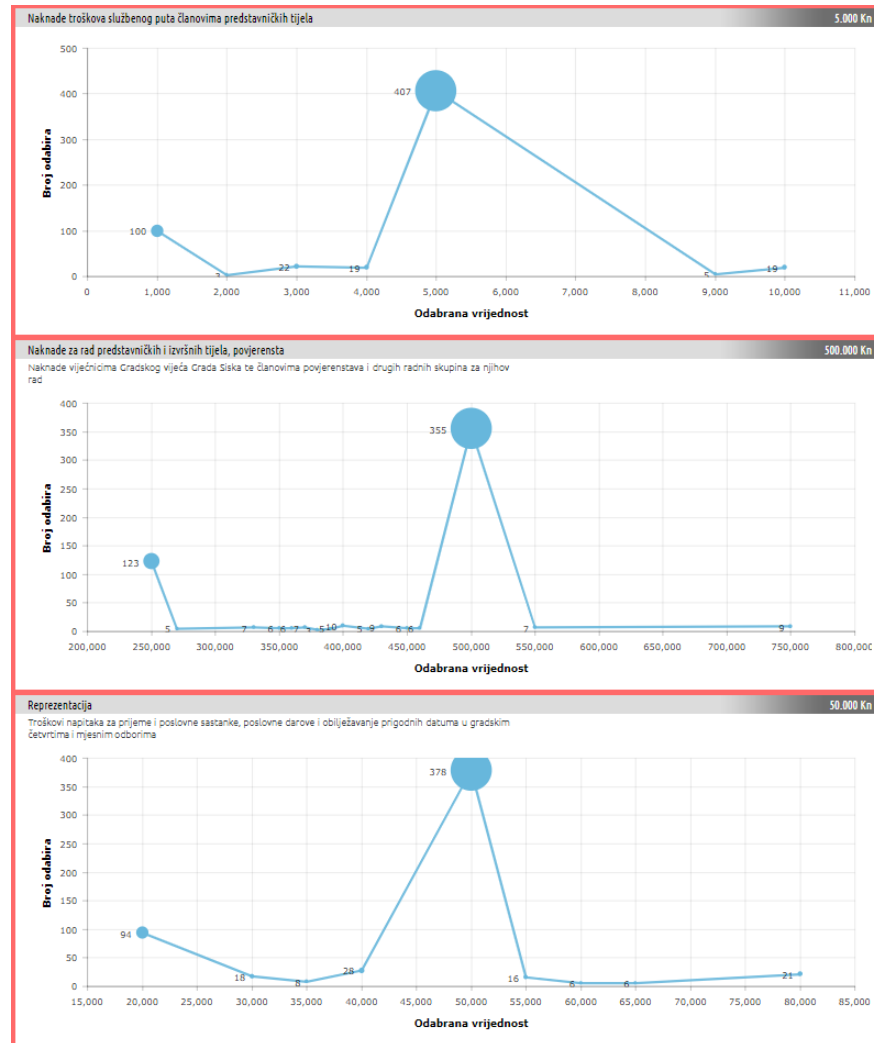 Naknade troškova službenog puta članovima predstavničkih tijela 5.000 Kn
500
400
300
200
100
0
407
100
3
22
19
5
19
0 1,000 2,000 3,000 4,000 5,000 6,000 7,000 8,000 9,000 10,000 11,000
Broj odabira
Odabrana vrijednost
Naknade za rad predstavničkih i izvršnih tijela, povjerensta 500.000 Kn
Naknade vijećnicima Gradskog vijeća Grada Siska te članovima povjerenstava i drugih radnih skupina za njihov
rad
400
350
300
250
200
150
100
50
0
355
123
5 7 6 6 7 5 10 5 9 6 6 7 9
200,000 250,000 300,000 350,000 400,000 450,000 500,000 550,000 600,000 650,000 700,000 750,000 800,000
Broj odabira
Odabrana vrijednost
Reprezentacija 50.000 Kn
Troškovi napitaka za prijeme i poslovne sastanke, poslovne darove i obilježavanje prigodnih datuma u gradskim
četvrtima i mjesnim odborima
400
350
300
250
200
150
100
50
0
378
94
18
8
28
16
6
6
21
15,000 20,000 25,000 30,000 35,000 40,000 45,000 50,000 55,000 60,000 65,000 70,000 75,000 80,000 85,000
Broj odabira
Odabrana vrijednost